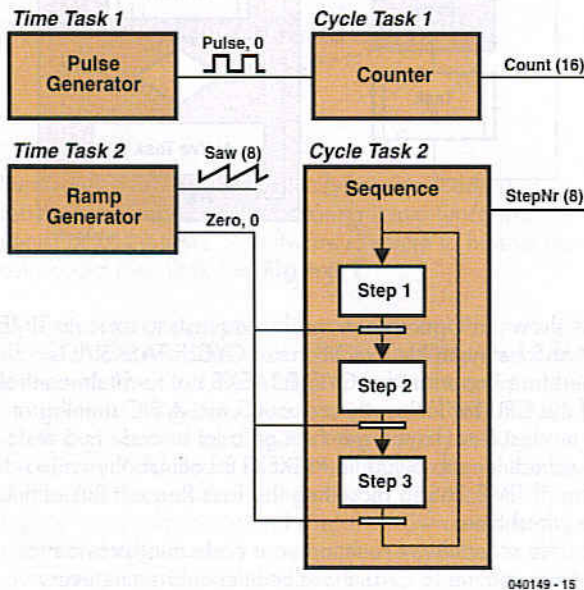 Time Task 1
Pulse
Generator
Pulse, 0
Cycle Task 1
Counter
Count (16)
Time Task 2
Ramp
Generator
Saw (8)
Zero, 0
Cycle Task 2
Sequence
StepNr (8)
Step 1
Step 2
Step 3
040149 - 15